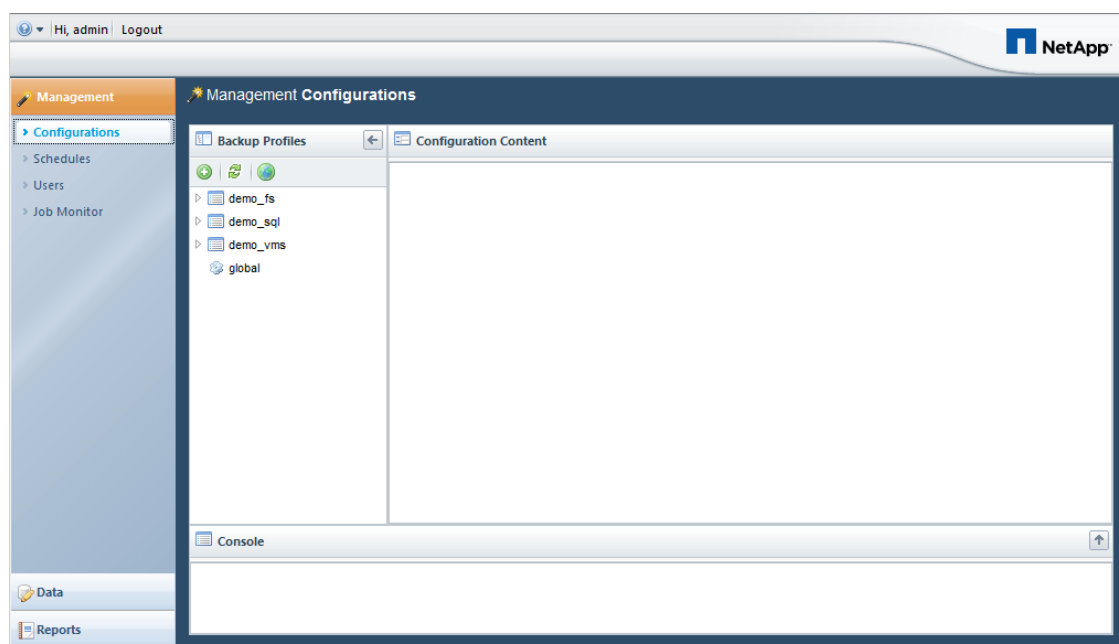 Hi, admin Logout
NetApp
Management
Management Configurations
Configurations
Schedules
Users
Job Monitor
Backup Profiles
Configuration Content
demo_fs
demo_sql
demo_vms
global
Console
Data
Reports